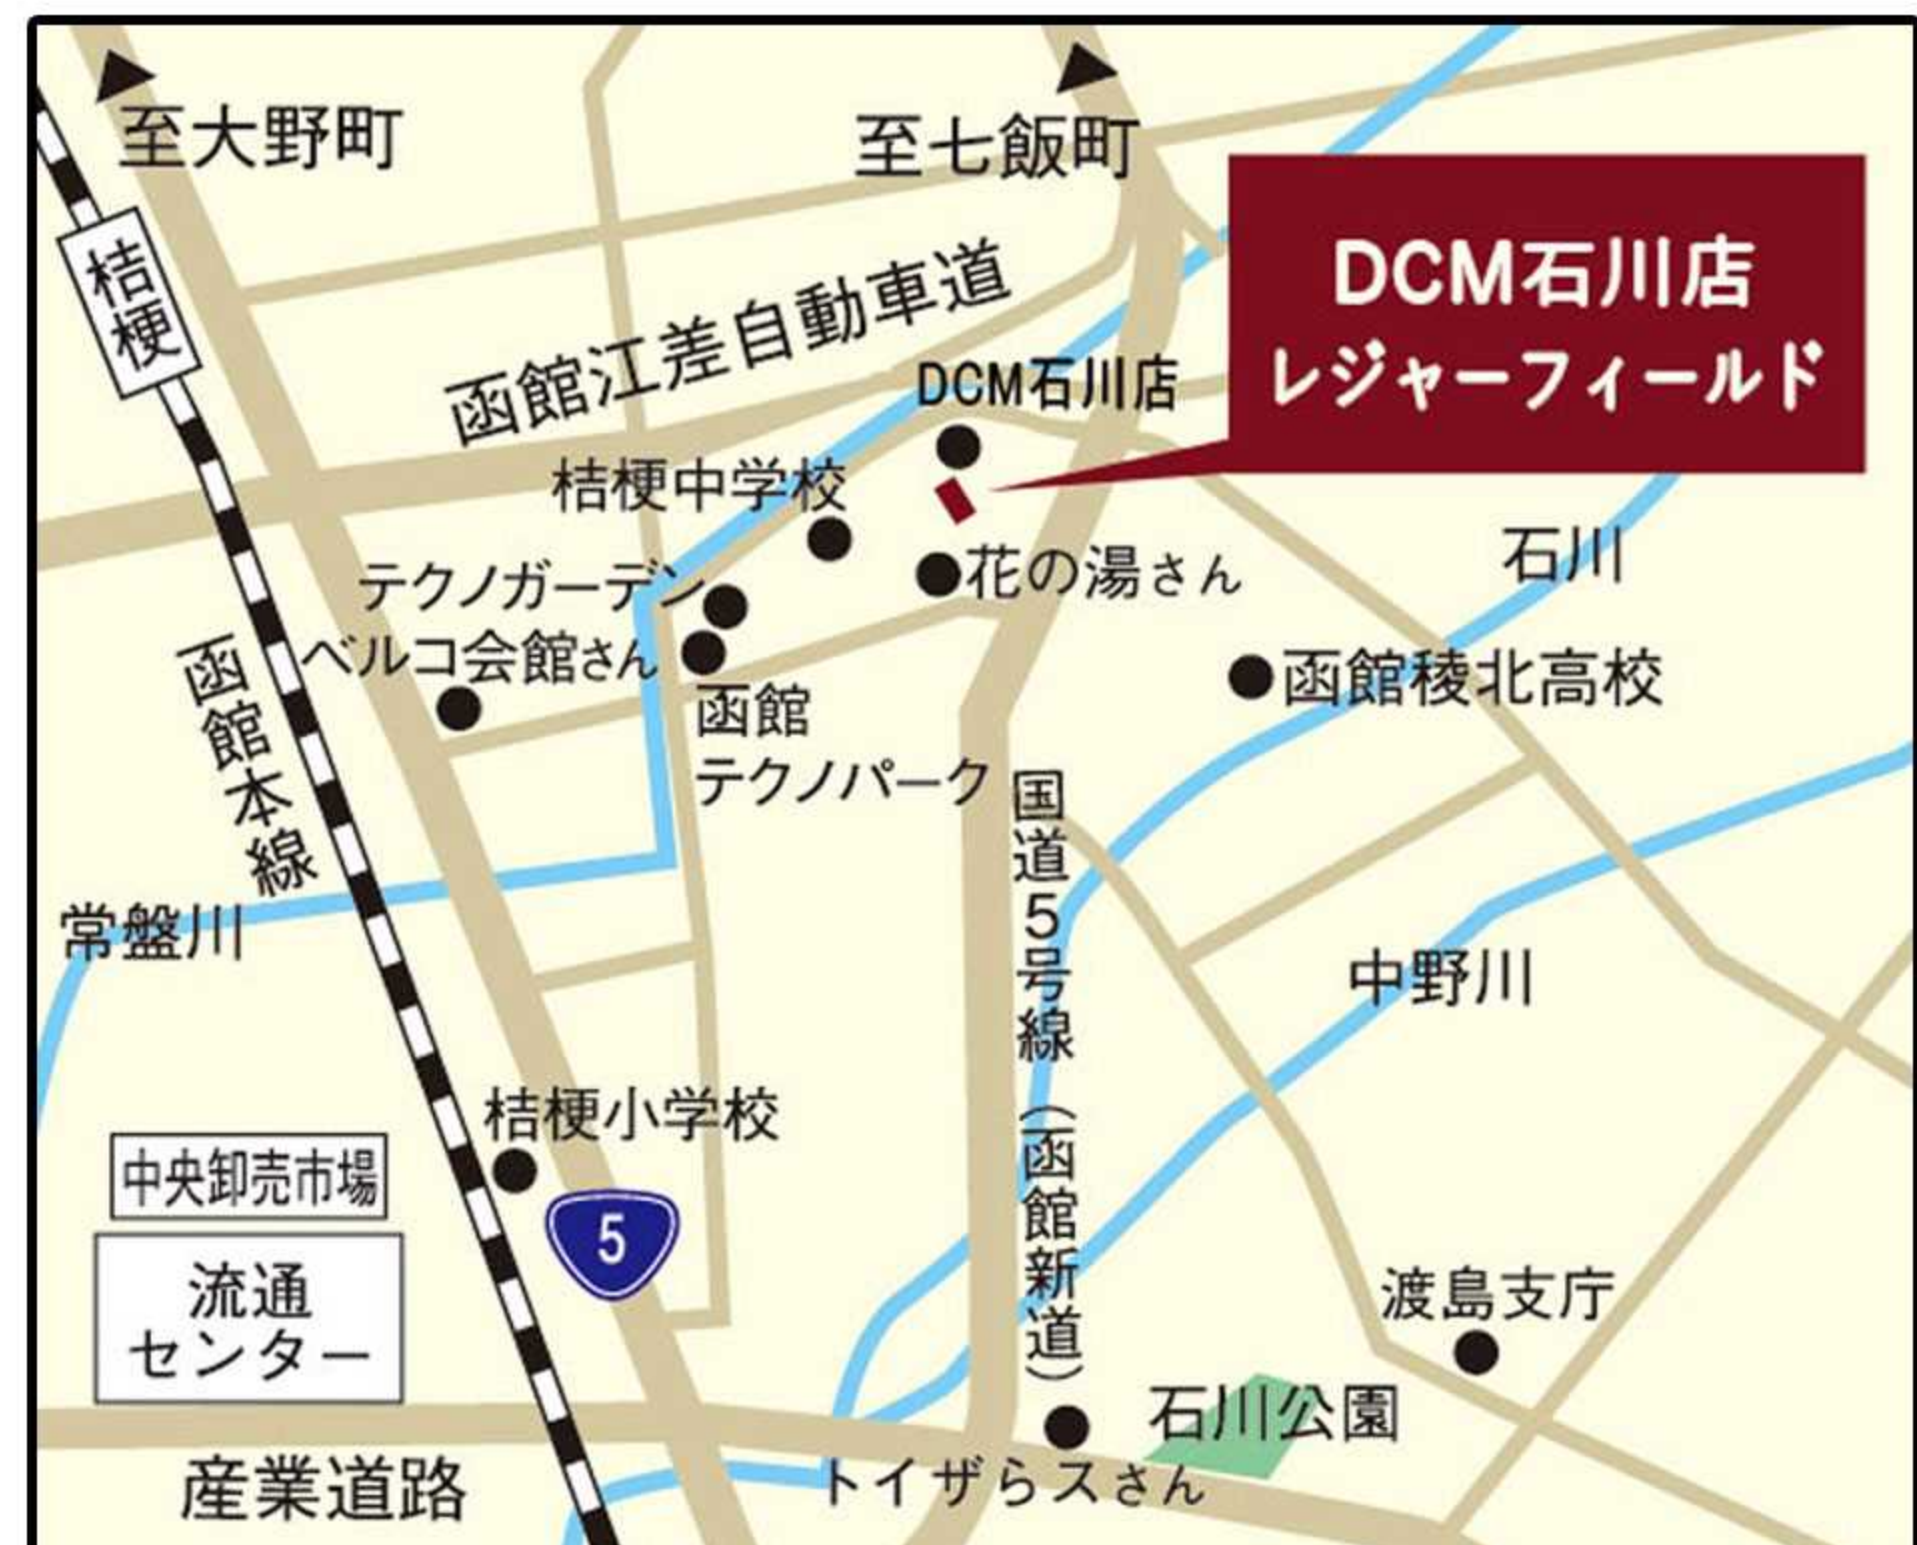 至大野町
至七飯町
桔梗
DCM石川店
レジャーフィールド
函館江差自動車道
DCM石川店
桔梗中学校
石川
テクノガーデン
花の湯さん
ベルコ会館さん
函館稜北高校
函館本線
函館
テクノパーク
国道5号線(函館新道)
常盤川
中野川
桔梗小学校
中央卸売市場
5
流通
センター
渡島支庁
石川公園
産業道路
トイザらスさん